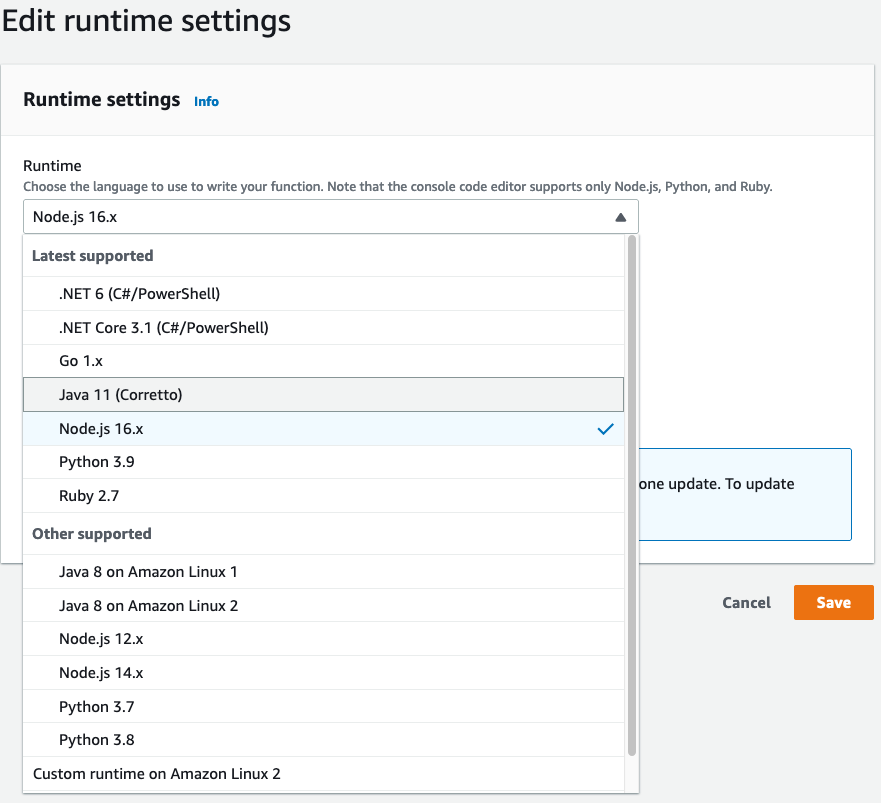 Edit runtime settings
Runtime settings Info
Runtime
Choose the language to use to write your function. Note that the console code editor supports only Node.js, Python, and Ruby.
Node.js 16.x
Latest supported
.NET 6 (C#/PowerShell)
.NET Core 3.1 (C#/PowerShell)
Go 1.x
Java 11 (Corretto)
Node.js 16.x
Python 3.9
one update. To update
Ruby 2.7
Other supported
Java 8 on Amazon Linux 1
Java 8 on Amazon Linux 2
Cancel Save
Node.js 12.x
Node.js 14.x
Python 3.7
Python 3.8
Custom runtime on Amazon Linux 2